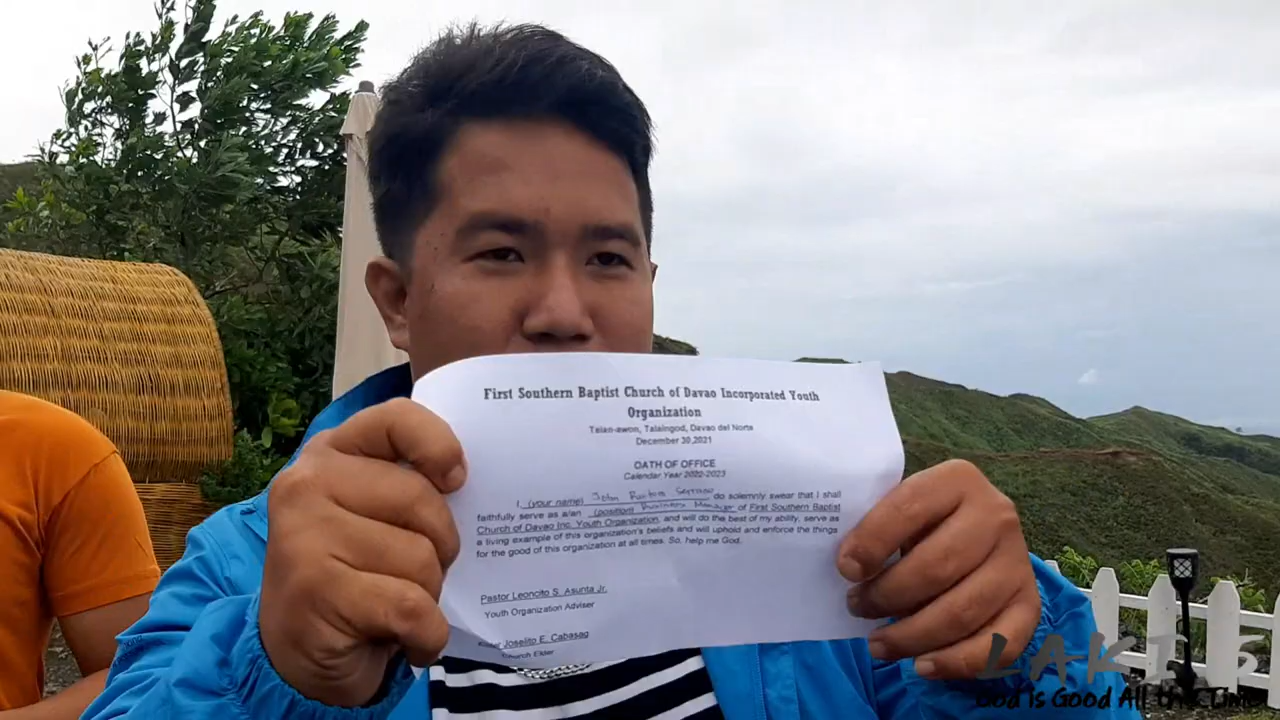 First Southern Baptist Church of Davao Incorporated Youth
Organization
Talaingod, Davao del Norte
December 30,2021
OATH OF OFFICE
Calendar Year 2022-2023
I, (your name) John do solemnly swear that I shall
faithfully serve as a/an (position) Business Manager of First Southern Baptist
Church of Davao Inc. Youth Organization, and will do the best of my ability, serve as
a living example of this organization's beliefs and will uphold and enforce the things
for the good of this organization at all times. So, help me God.
Pastor Leoncito S. Asunta Jr.
Youth Organization Adviser
Joselito E. Cabasag
Church Elder
LAKI 5
God is Good All the Time